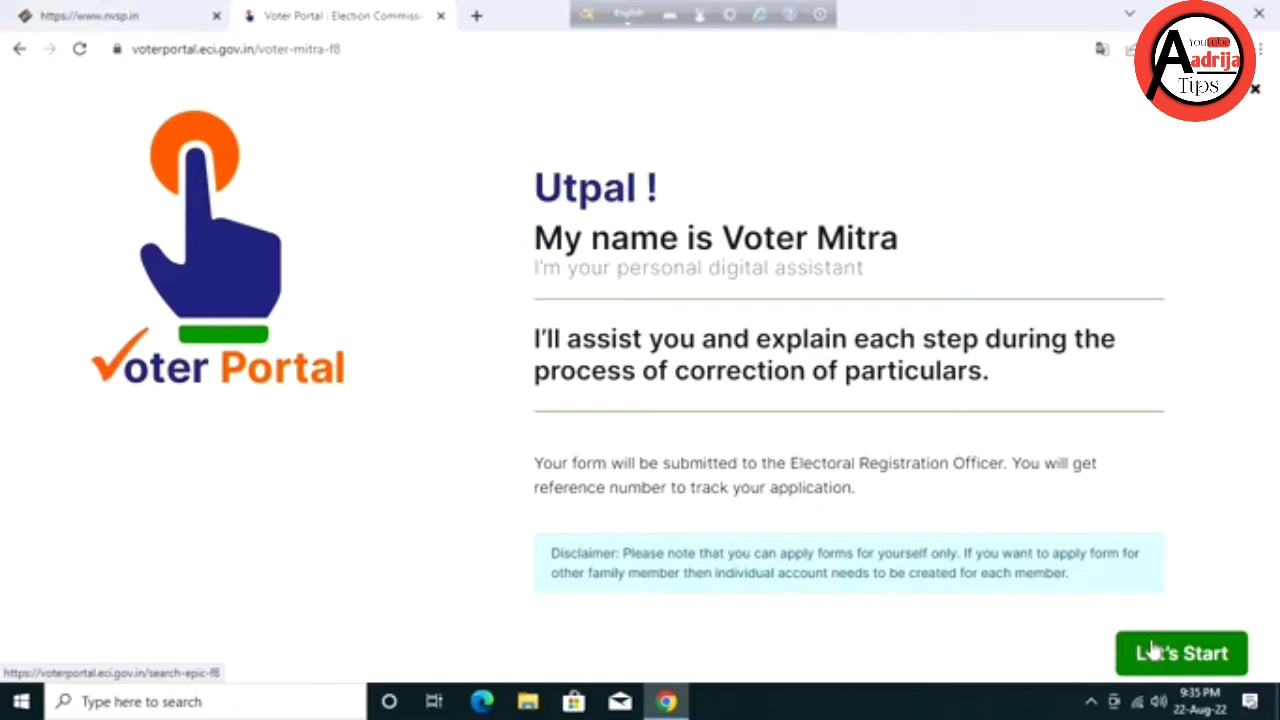 https://www.nvsp.in
Voter Portal : Election Commiss
English
voterportal.eci.gov.in/voter-mitra-f8
YouTube
Aadrija
Tips
Voter Portal
Utpal !
My name is Voter Mitra
I'm your personal digital assistant
I'll assist you and explain each step during the
process of correction of particulars.
Your form will be submitted to the Electoral Registration Officer. You will get
reference number to track your application.
Disclaimer: Please note that you can apply forms for yourself only. If you want to apply form for
other family member then individual account needs to be created for each member.
Let's Start
https://voterportal.eci.gov.in/search-epic-f8
Type here to search
9:35 PM
22-Aug-22